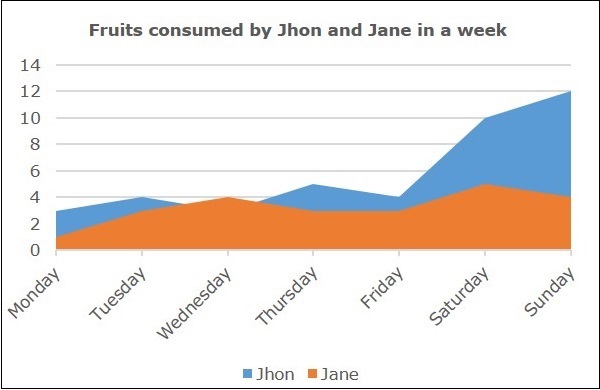 Fruits consumed by Jhon and Jane in a week
14
12
10
8
6
4
2
0
Monday
Tuesday
Wednesday
Thursday
Friday
Saturday
Sunday
Jhon Jane